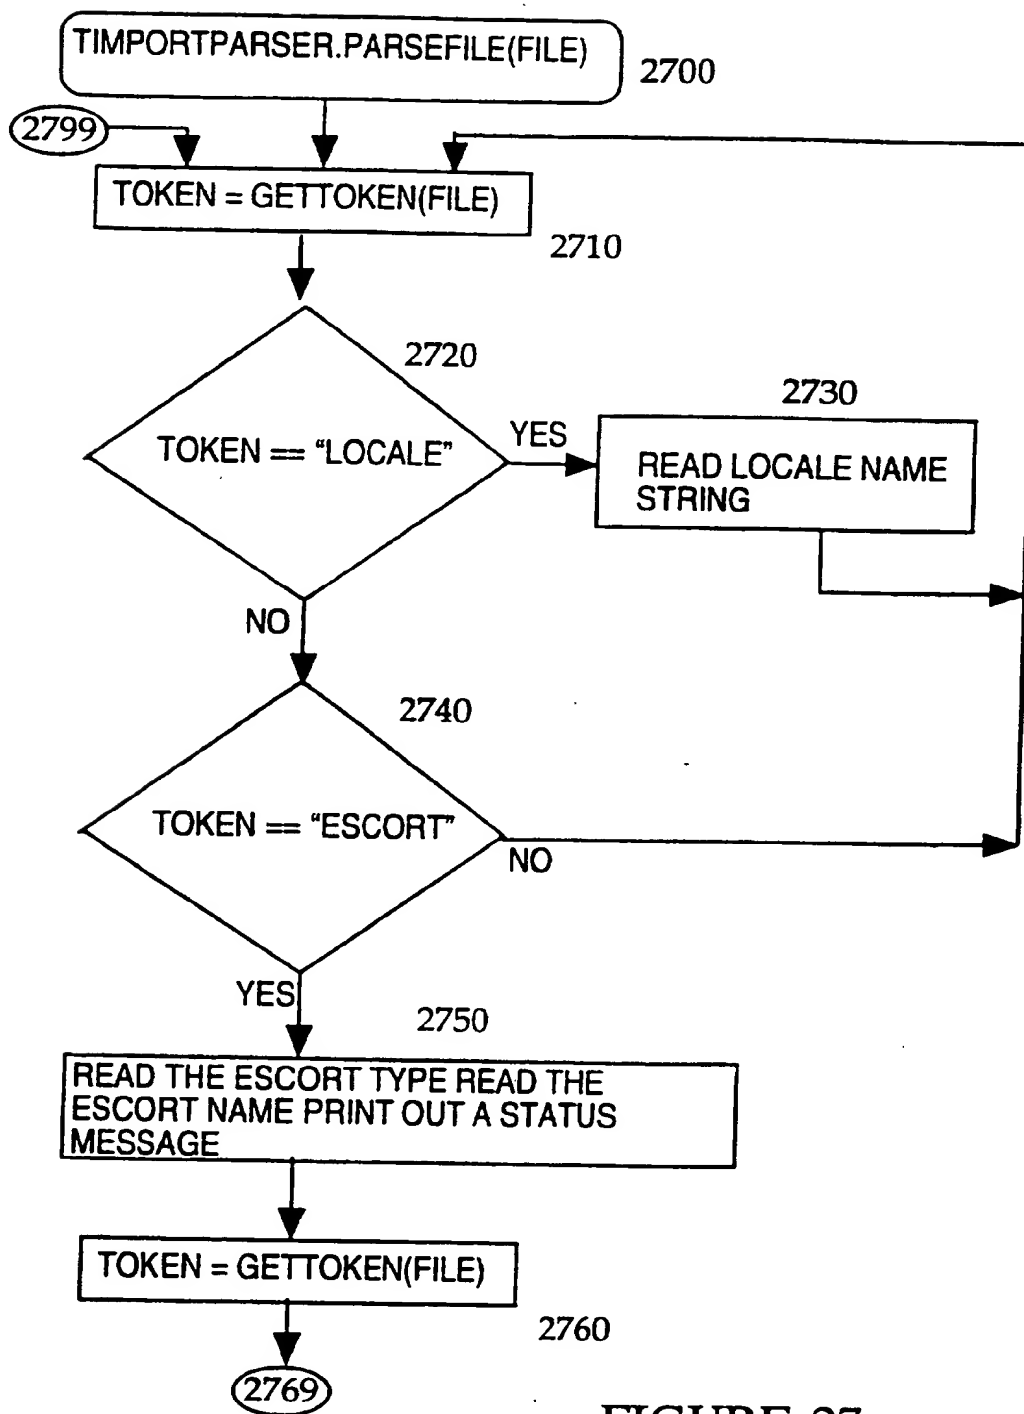 TIMPORTPARSER.PARSEFILE(FILE)
2700
2799
TOKEN = GETTOKEN(FILE)
2710
2720
TOKEN == “LOCALE”
YES
2730
READ LOCALE NAME
STRING
NO
2740
TOKEN == “ESCORT”
NO
YES
2750
READ THE ESCORT TYPE READ THE
ESCORT NAME PRINT OUT A STATUS
MESSAGE
TOKEN = GETTOKEN(FILE)
2760
2769
FIGURE 27